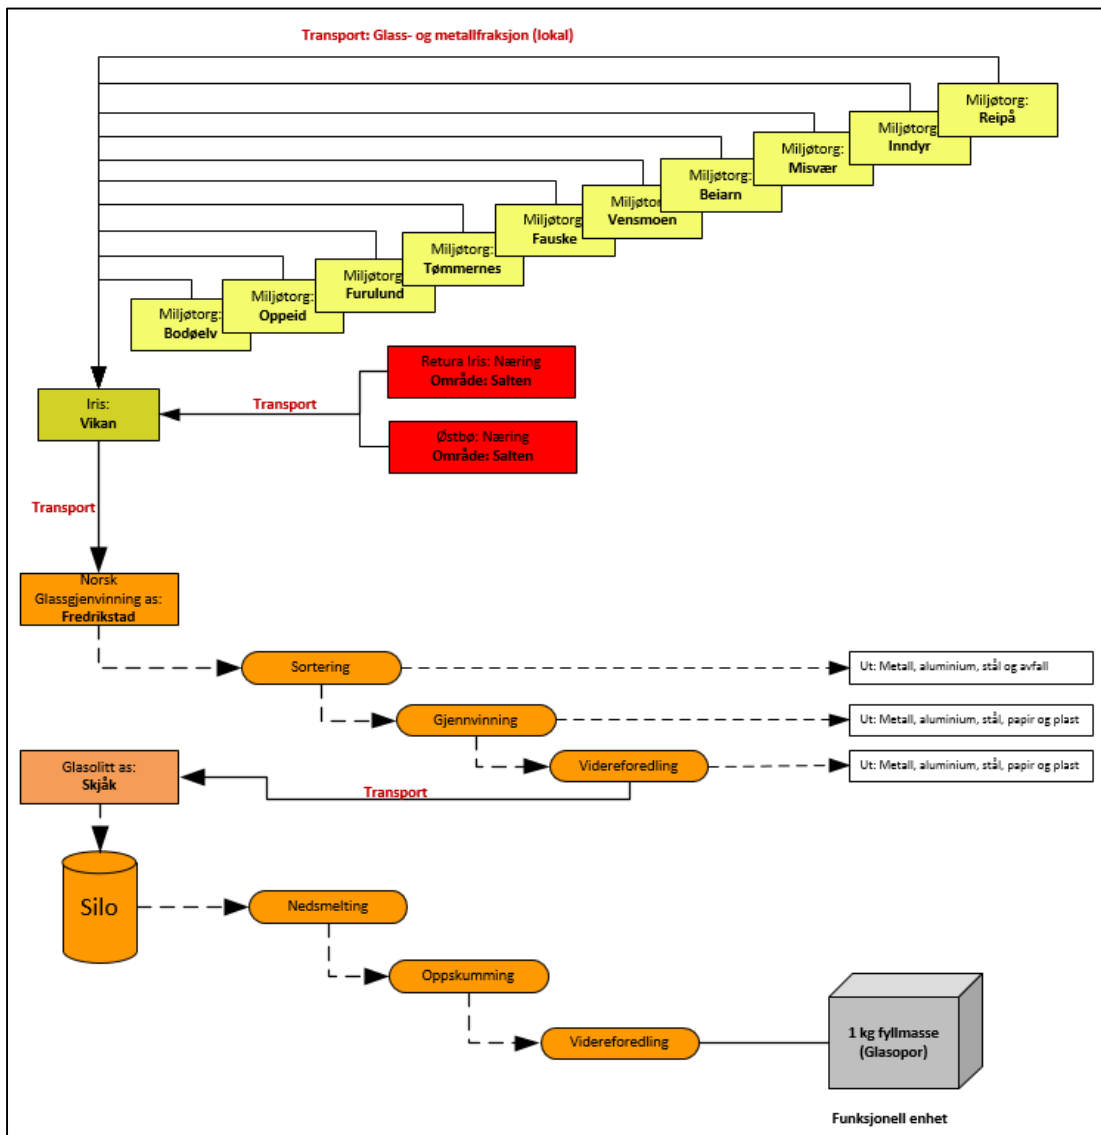 Transport: Glass- og metallfraksjon (lokal)
Miljøtorg:
Reipå
Miljøtorg:
Inndyr
Miljøtorg:
Misvær
Miljøtorg:
Beiarn
Miljøtorg:
Vensmoen
Miljøtorg:
Fauske
Miljøtorg:
Tømmernes
Miljøtorg:
Furulund
Miljøtorg:
Oppeid
Miljøtorg:
Bodøelv
Retura Iris: Næring
Område: Salten
Iris:
Vikan
Transport
Østbø: Næring
Område: Salten
Transport
Norsk
Glassgjenvinning as:
Fredrikstad
Sortering
Ut: Metall, aluminium, stål og avfall
Gjennvinning
Ut: Metall, aluminium, stål, papir og plast
Glasolitt as:
Skjåk
Transport
Videreforedling
Ut: Metall, aluminium, stål, papir og plast
Silo
Nedsmelting
Oppskumming
Videreforedling
1 kg fyllmasse
(Glasopor)
Funksjonell enhet